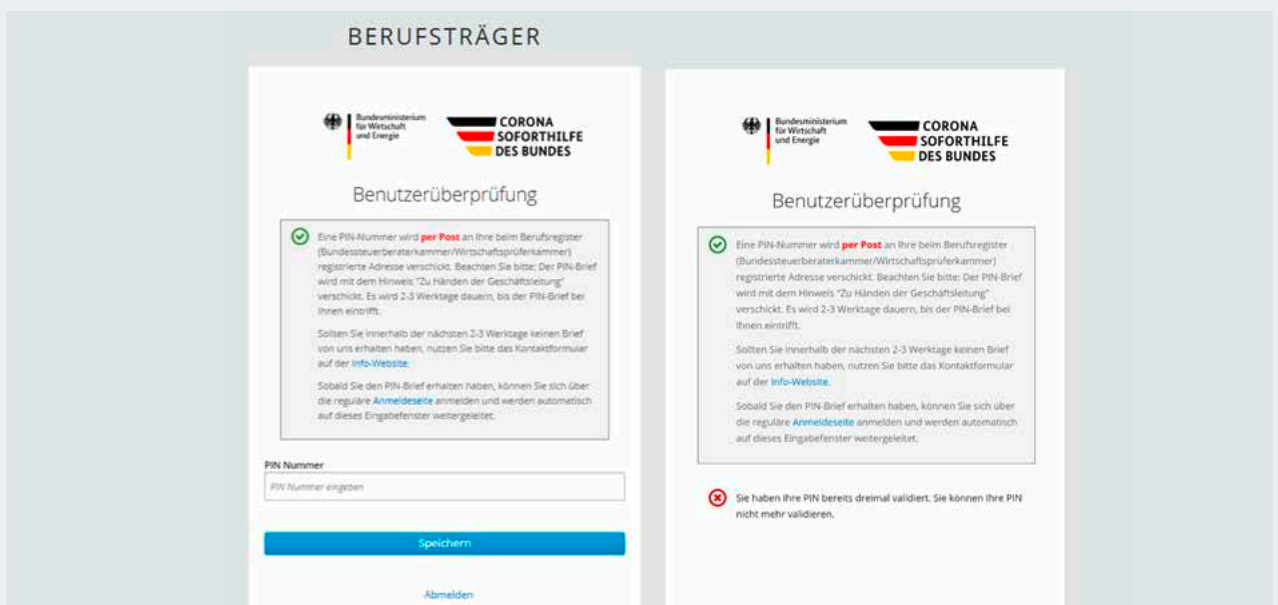 BERUFSTRÄGER
Bundesministerium
für Wirtschaft
und Energie
CORONA
SOFORTHILFE
DES BUNDES
Benutzerüberprüfung
Eine PIN-Nummer wird per Post an Ihre beim Berufsregister
(Bundessteuerberaterkammer/Wirtschaftsprüferkammer)
registrierte Adresse verschickt. Beachten Sie bitte: Der PIN-Brief
wird mit dem Hinweis "Zu Händen der Geschäftsleitung"
verschickt. Es wird 2-3 Werktage dauern, bis der PIN-Brief bei
Ihnen eintrifft.
Sollten Sie innerhalb der nächsten 2-3 Werktage keinen Brief
von uns erhalten haben, nutzen Sie bitte das Kontaktformular
auf der Info-Website.
Sobald Sie den PIN-Brief erhalten haben, können Sie sich über
die reguläre Anmeldeseite anmelden und werden automatisch
auf dieses Eingabefenster weitergeleitet.
PIN Nummer
PIN Nummer eingeben
Speichern
Abmelden
Bundesministerium
für Wirtschaft
und Energie
CORONA
SOFORTHILFE
DES BUNDES
Benutzerüberprüfung
Eine PIN-Nummer wird per Post an Ihre beim Berufsregister
(Bundessteuerberaterkammer/Wirtschaftsprüferkammer)
registrierte Adresse verschickt. Beachten Sie bitte: Der PIN-Brief
wird mit dem Hinweis "Zu Händen der Geschäftsleitung"
verschickt. Es wird 2-3 Werktage dauern, bis der PIN-Brief bei
Ihnen eintrifft.
Sollten Sie innerhalb der nächsten 2-3 Werktage keinen Brief
von uns erhalten haben, nutzen Sie bitte das Kontaktformular
auf der Info-Website.
Sobald Sie den PIN-Brief erhalten haben, können Sie sich über
die reguläre Anmeldeseite anmelden und werden automatisch
auf dieses Eingabefenster weitergeleitet.
Sie haben Ihre PIN bereits dreimal validiert. Sie können Ihre PIN
nicht mehr validieren.